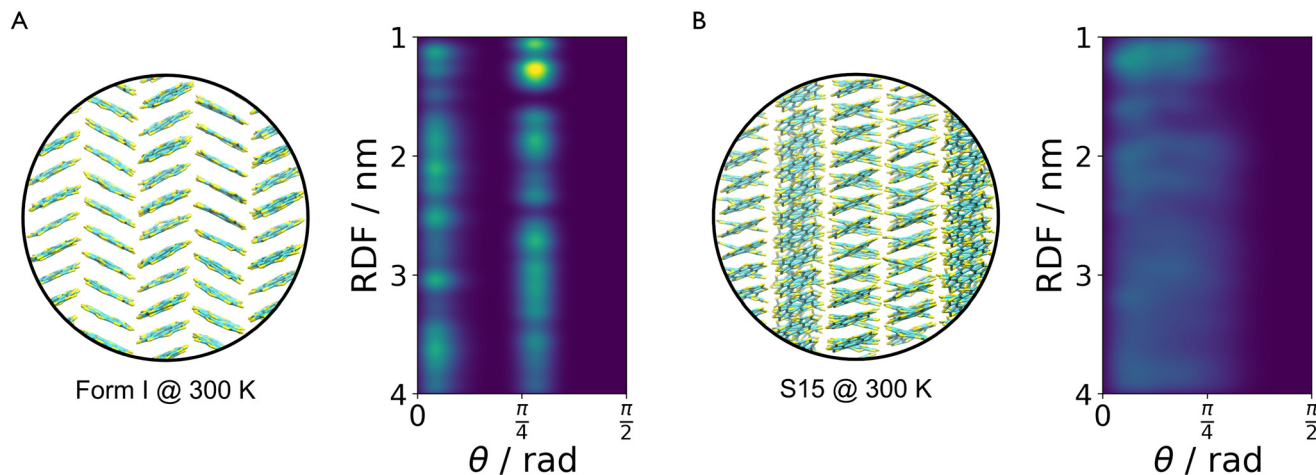 A
B
1
2
3
4
RDF / nm
0
π/4
π/2
θ / rad
Form I @ 300 K
1
2
3
4
RDF / nm
0
π/4
π/2
θ / rad
S15 @ 300 K